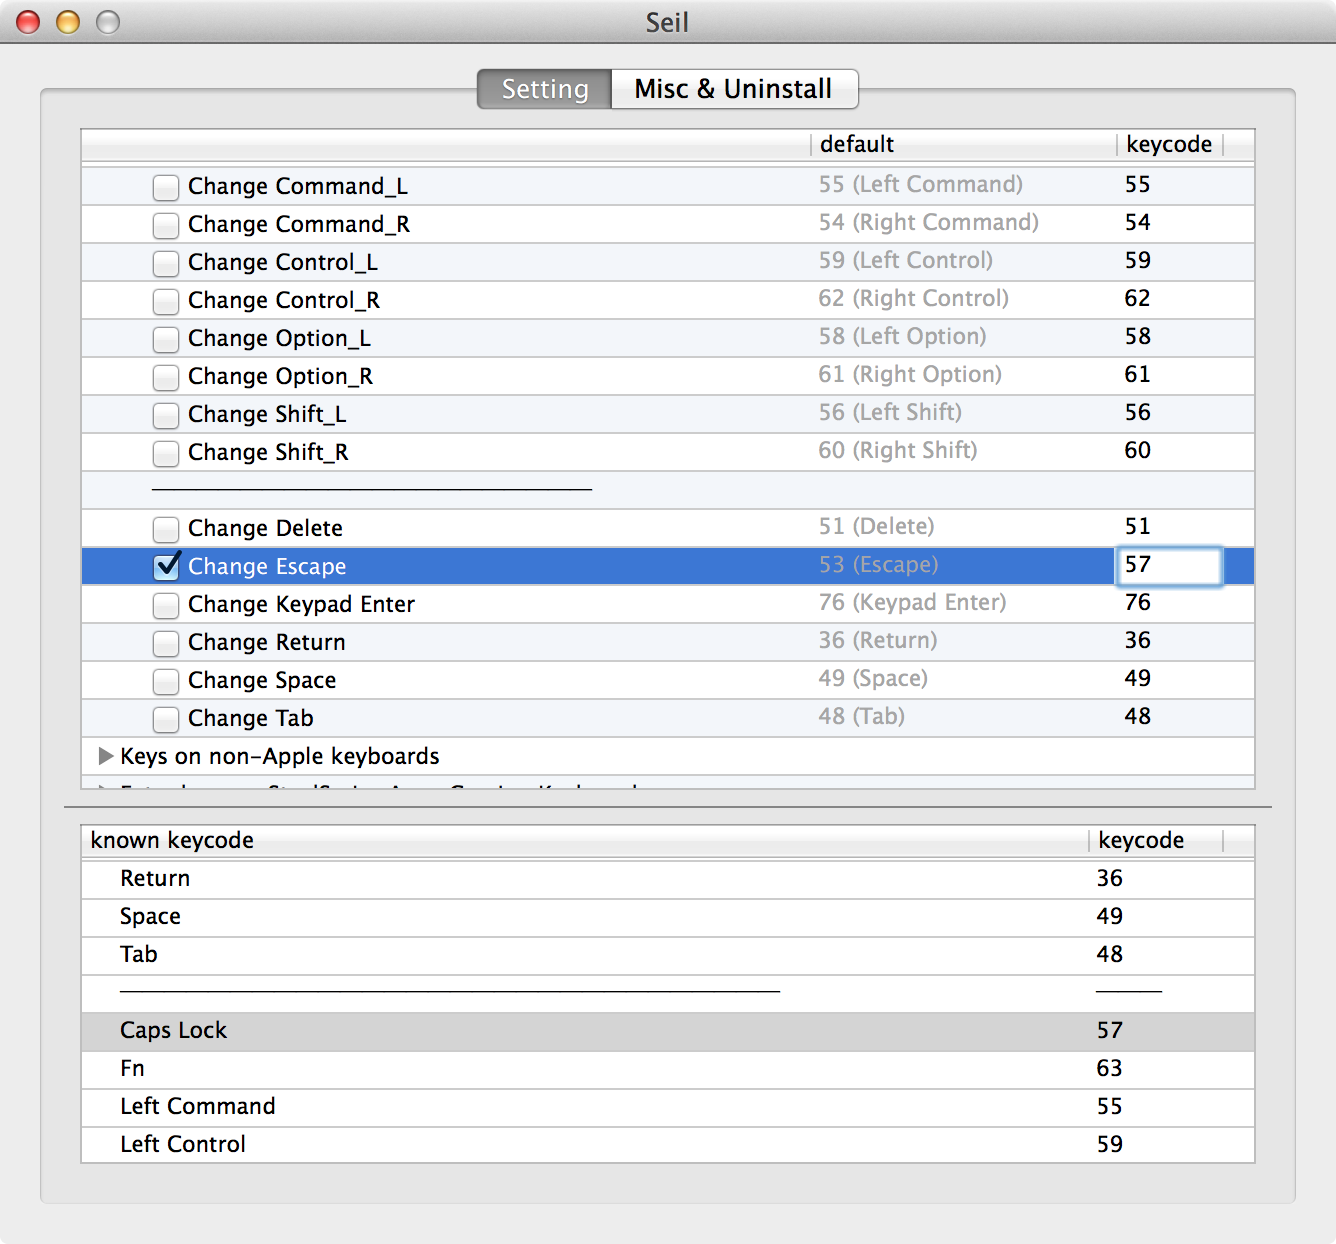 Seil
Setting Misc & Uninstall
default keycode
Change Command_L 55 (Left Command) 55
Change Command_R 54 (Right Command) 54
Change Control_L 59 (Left Control) 59
Change Control_R 62 (Right Control) 62
Change Option_L 58 (Left Option) 58
Change Option_R 61 (Right Option) 61
Change Shift_L 56 (Left Shift) 56
Change Shift_R 60 (Right Shift) 60
Change Delete 51 (Delete) 51
Change Escape 53 (Escape) 57
Change Keypad Enter 76 (Keypad Enter) 76
Change Return 36 (Return) 36
Change Space 49 (Space) 49
Change Tab 48 (Tab) 48
Keys on non-Apple keyboards
known keycode keycode
Return 36
Space 49
Tab 48
Caps Lock 57
Fn 63
Left Command 55
Left Control 59